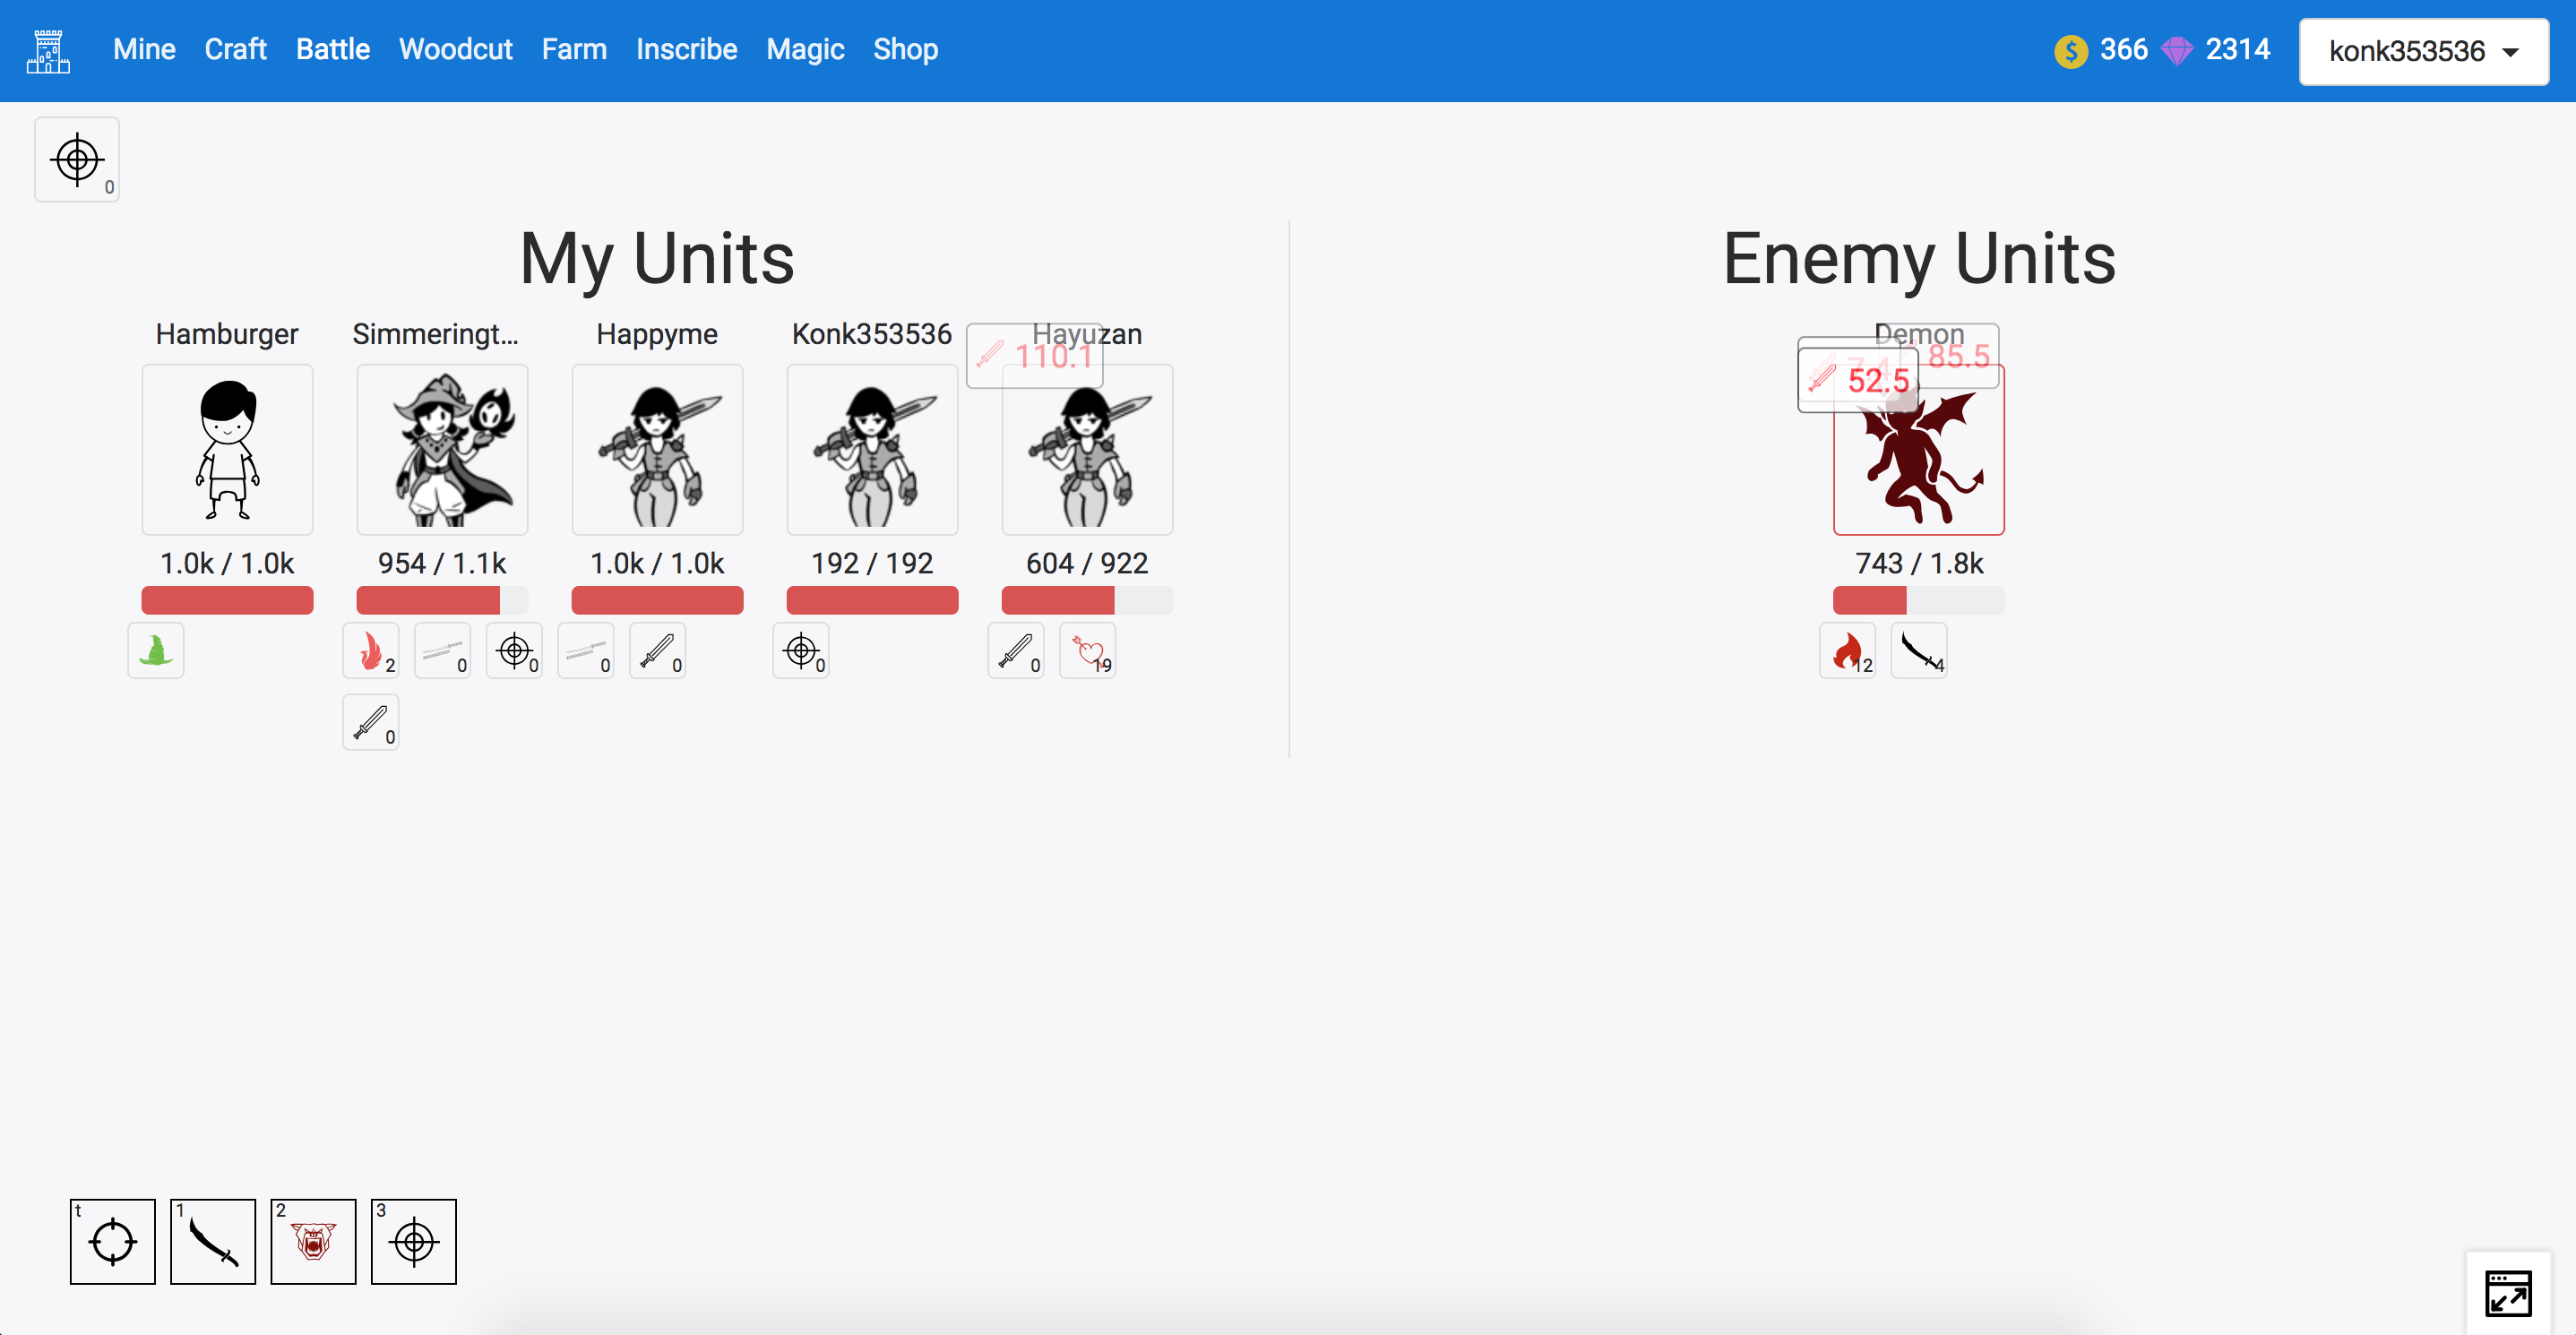 Mine Craft Battle Woodcut Farm Inscribe Magic Shop $ 366 2314 konk353536
0
My Units Enemy Units
Hamburger Simmeringt... Happyme Konk353536 Hayuzan Demon
110.1 85.5
52.5
1.0k / 1.0k 954 / 1.1k 1.0k / 1.0k 192 / 192 604 / 922 743 / 1.8k
2 0 0 0 0 0 0 19 12 4
0
t 1 2 3